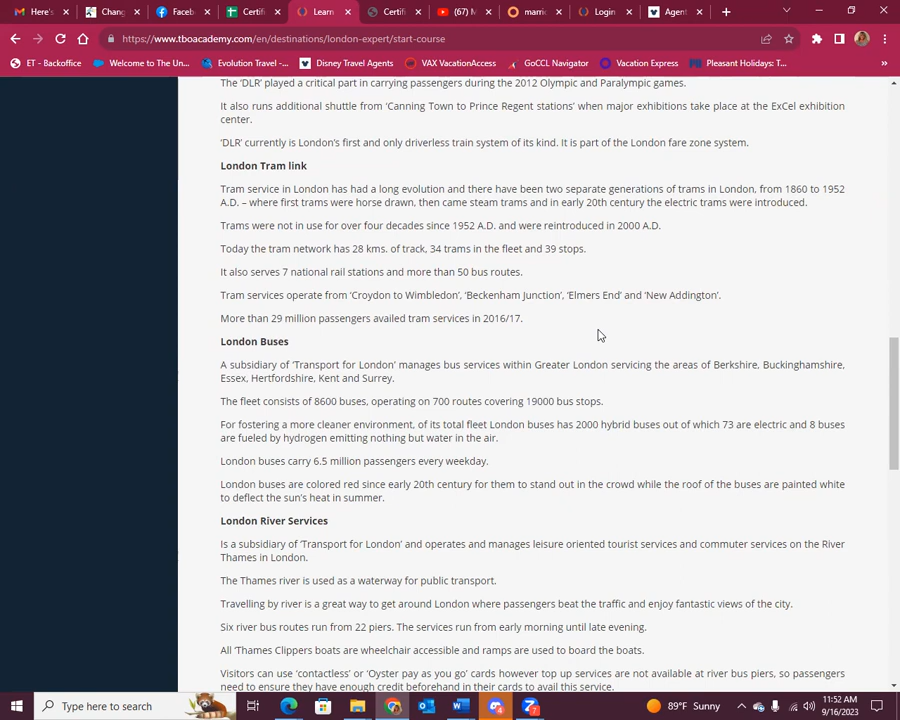 Here's
Chang
Faceb
Certifi
Learn
Certifi
(67) M
marri
Login
Agent
https://www.tboacademy.com/en/destinations/london-expert/start-course
ET - Backoffice
Welcome to The Un...
Evolution Travel -...
Disney Travel Agents
VAX VacationAccess
GoCCL Navigator
Vacation Express
Pleasant Holidays: T...
»
The 'DLR' played a critical part in carrying passengers during the 2012 Olympic and Paralympic games.
It also runs additional shuttle from 'Canning Town to Prince Regent stations' when major exhibitions take place at the ExCel exhibition
center.
'DLR' currently is London's first and only driverless train system of its kind. It is part of the London fare zone system.
London Tram link
Tram service in London has had a long evolution and there have been two separate generations of trams in London, from 1860 to 1952
A.D. – where first trams were horse drawn, then came steam trams and in early 20th century the electric trams were introduced.
Trams were not in use for over four decades since 1952 A.D. and were reintroduced in 2000 A.D.
Today the tram network has 28 kms. of track, 34 trams in the fleet and 39 stops.
It also serves 7 national rail stations and more than 50 bus routes.
Tram services operate from 'Croydon to Wimbledon', 'Beckenham Junction', 'Elmers End' and 'New Addington'.
More than 29 million passengers availed tram services in 2016/17.
London Buses
A subsidiary of 'Transport for London' manages bus services within Greater London servicing the areas of Berkshire, Buckinghamshire,
Essex, Hertfordshire, Kent and Surrey.
The fleet consists of 8600 buses, operating on 700 routes covering 19000 bus stops.
For fostering a more cleaner environment, of its total fleet London buses has 2000 hybrid buses out of which 73 are electric and 8 buses
are fueled by hydrogen emitting nothing but water in the air.
London buses carry 6.5 million passengers every weekday.
London buses are colored red since early 20th century for them to stand out in the crowd while the roof of the buses are painted white
to deflect the sun's heat in summer.
London River Services
Is a subsidiary of 'Transport for London' and operates and manages leisure oriented tourist services and commuter services on the River
Thames in London.
The Thames river is used as a waterway for public transport.
Travelling by river is a great way to get around London where passengers beat the traffic and enjoy fantastic views of the city.
Six river bus routes run from 22 piers. The services run from early morning until late evening.
All 'Thames Clippers boats are wheelchair accessible and ramps are used to board the boats.
Visitors can use 'contactless' or 'Oyster pay as you go' cards however top up services are not available at river bus piers, so passengers
need to ensure they have enough credit beforehand in their cards to avail this service.
Type here to search
89°F Sunny
11:52 AM
9/16/2023